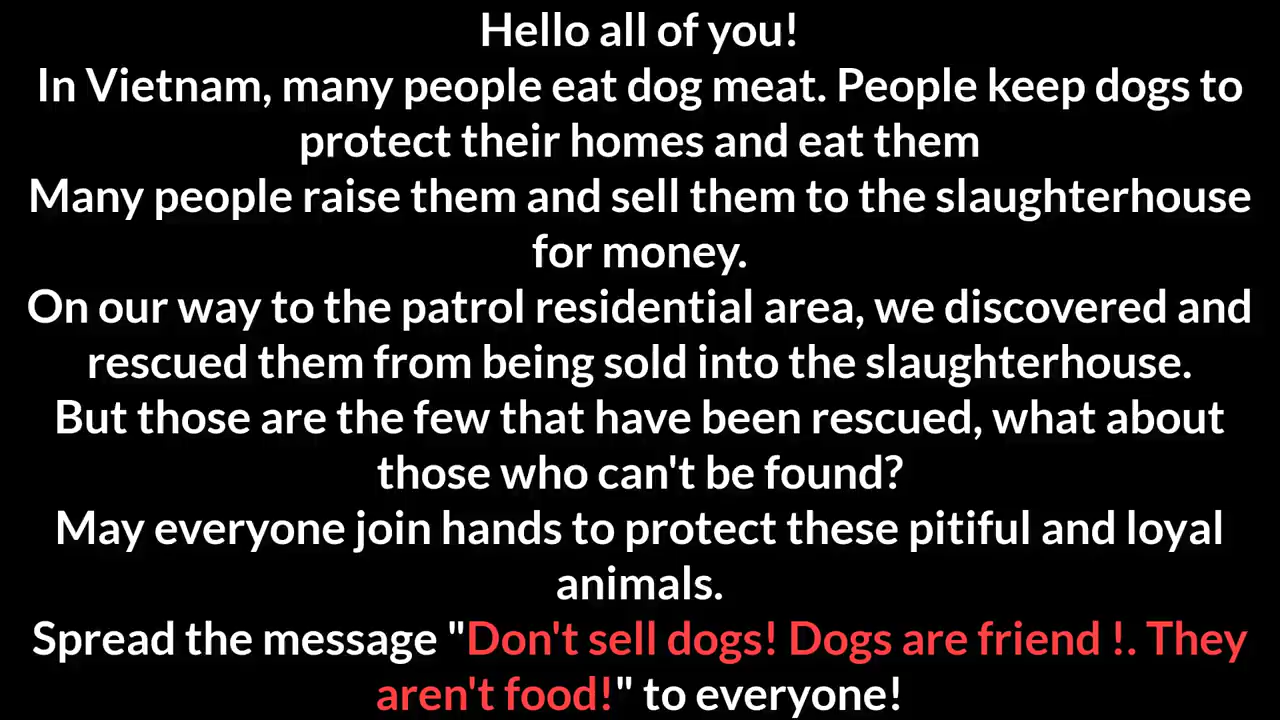 Hello all of you!
In Vietnam, many people eat dog meat. People keep dogs to
protect their homes and eat them
Many people raise them and sell them to the slaughterhouse
for money.
On our way to the patrol residential area, we discovered and
rescued them from being sold into the slaughterhouse.
But those are the few that have been rescued, what about
those who can't be found?
May everyone join hands to protect these pitiful and loyal
animals.
Spread the message "Don't sell dogs! Dogs are friend !. They
aren't food!" to everyone!